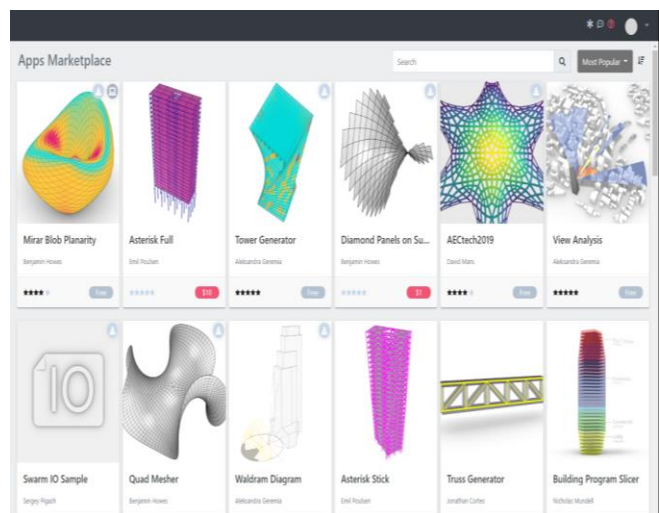 Apps Marketplace
Search
Most Popular
Mirar Blob Planarity
Benjamin Howes
Free
Asterisk Full
Emil Poulsen
$10
Tower Generator
Aleksandra Geremia
Free
Diamond Panels on Su...
Benjamin Howes
$1
AECtech2019
David Mans
Free
View Analysis
Aleksandra Geremia
Free
IO
Swarm IO Sample
Sergey Pigach
Quad Mesher
Benjamin Howes
Waldram Diagram
Aleksandra Geremia
Asterisk Stick
Emil Poulsen
Truss Generator
Jonathan Cortes
Building Program Slicer
Nicholas Mundell